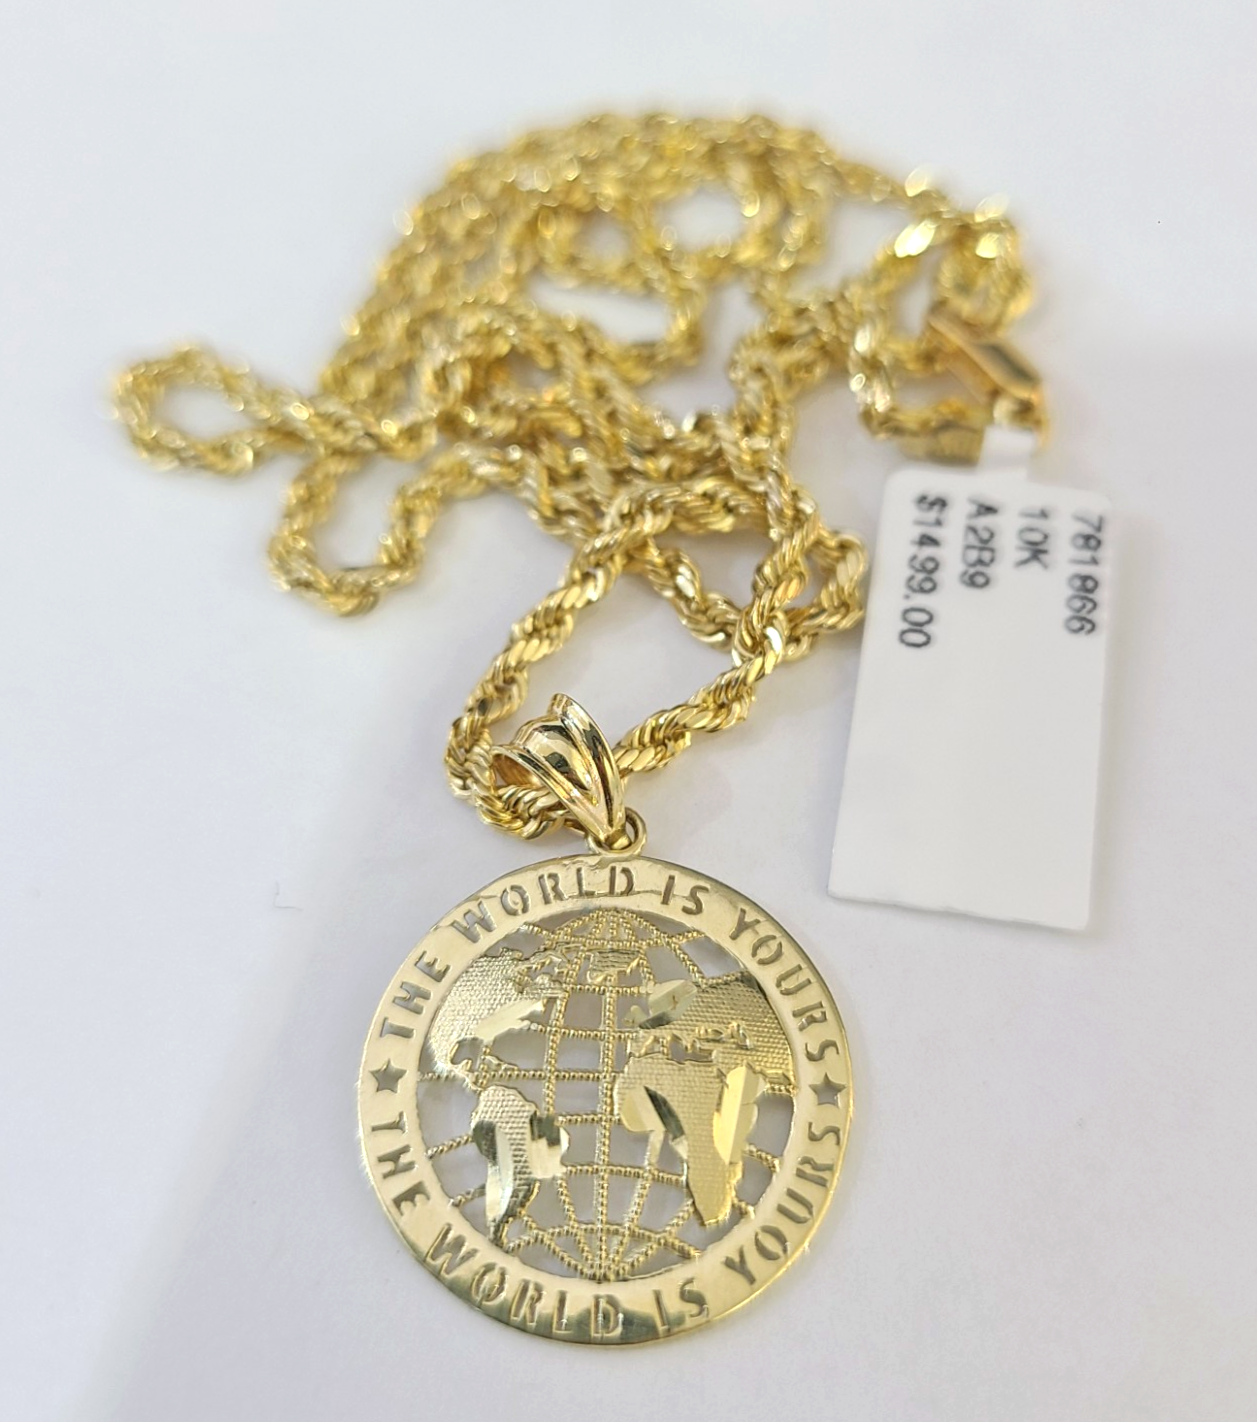 781866
10K
A2B9
$1499.00
THE WORLD IS YOURS
THE WORLD IS YOURS